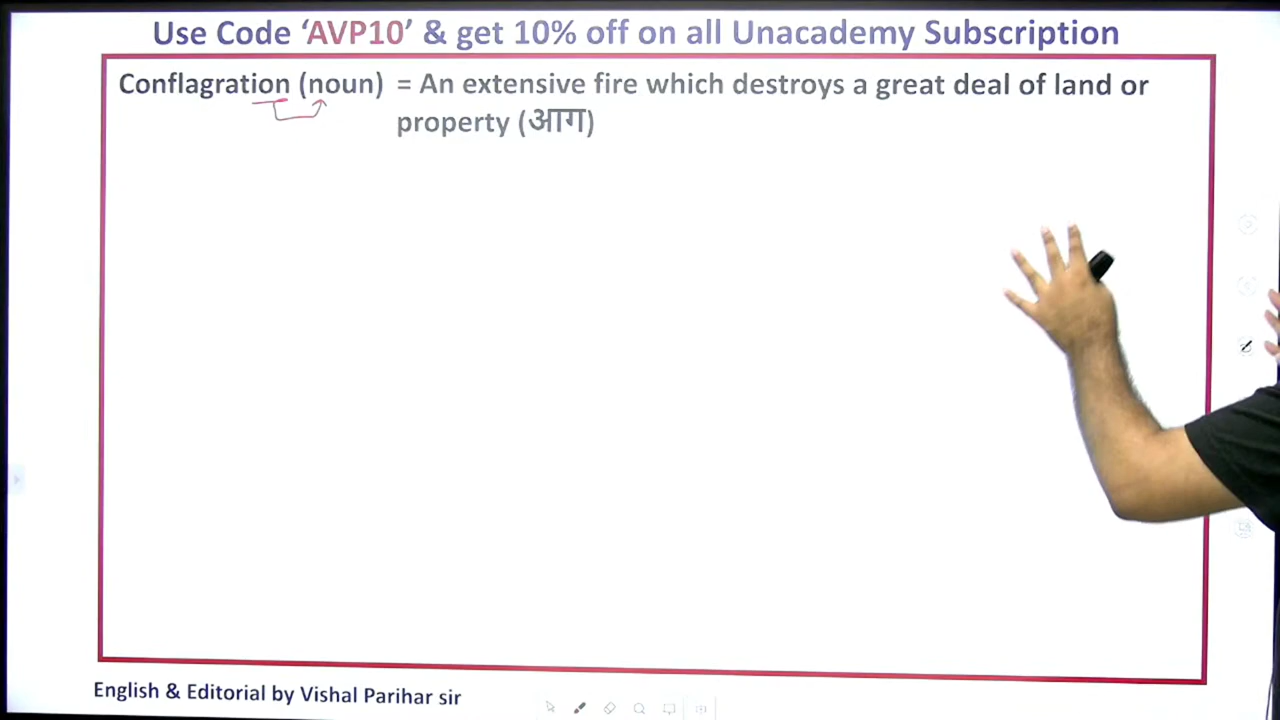 Use Code ‘AVP10’ & get 10% off on all Unacademy Subscription
Conflagration (noun) = An extensive fire which destroys a great deal of land or
property (आग)
English & Editorial by Vishal Parihar sir